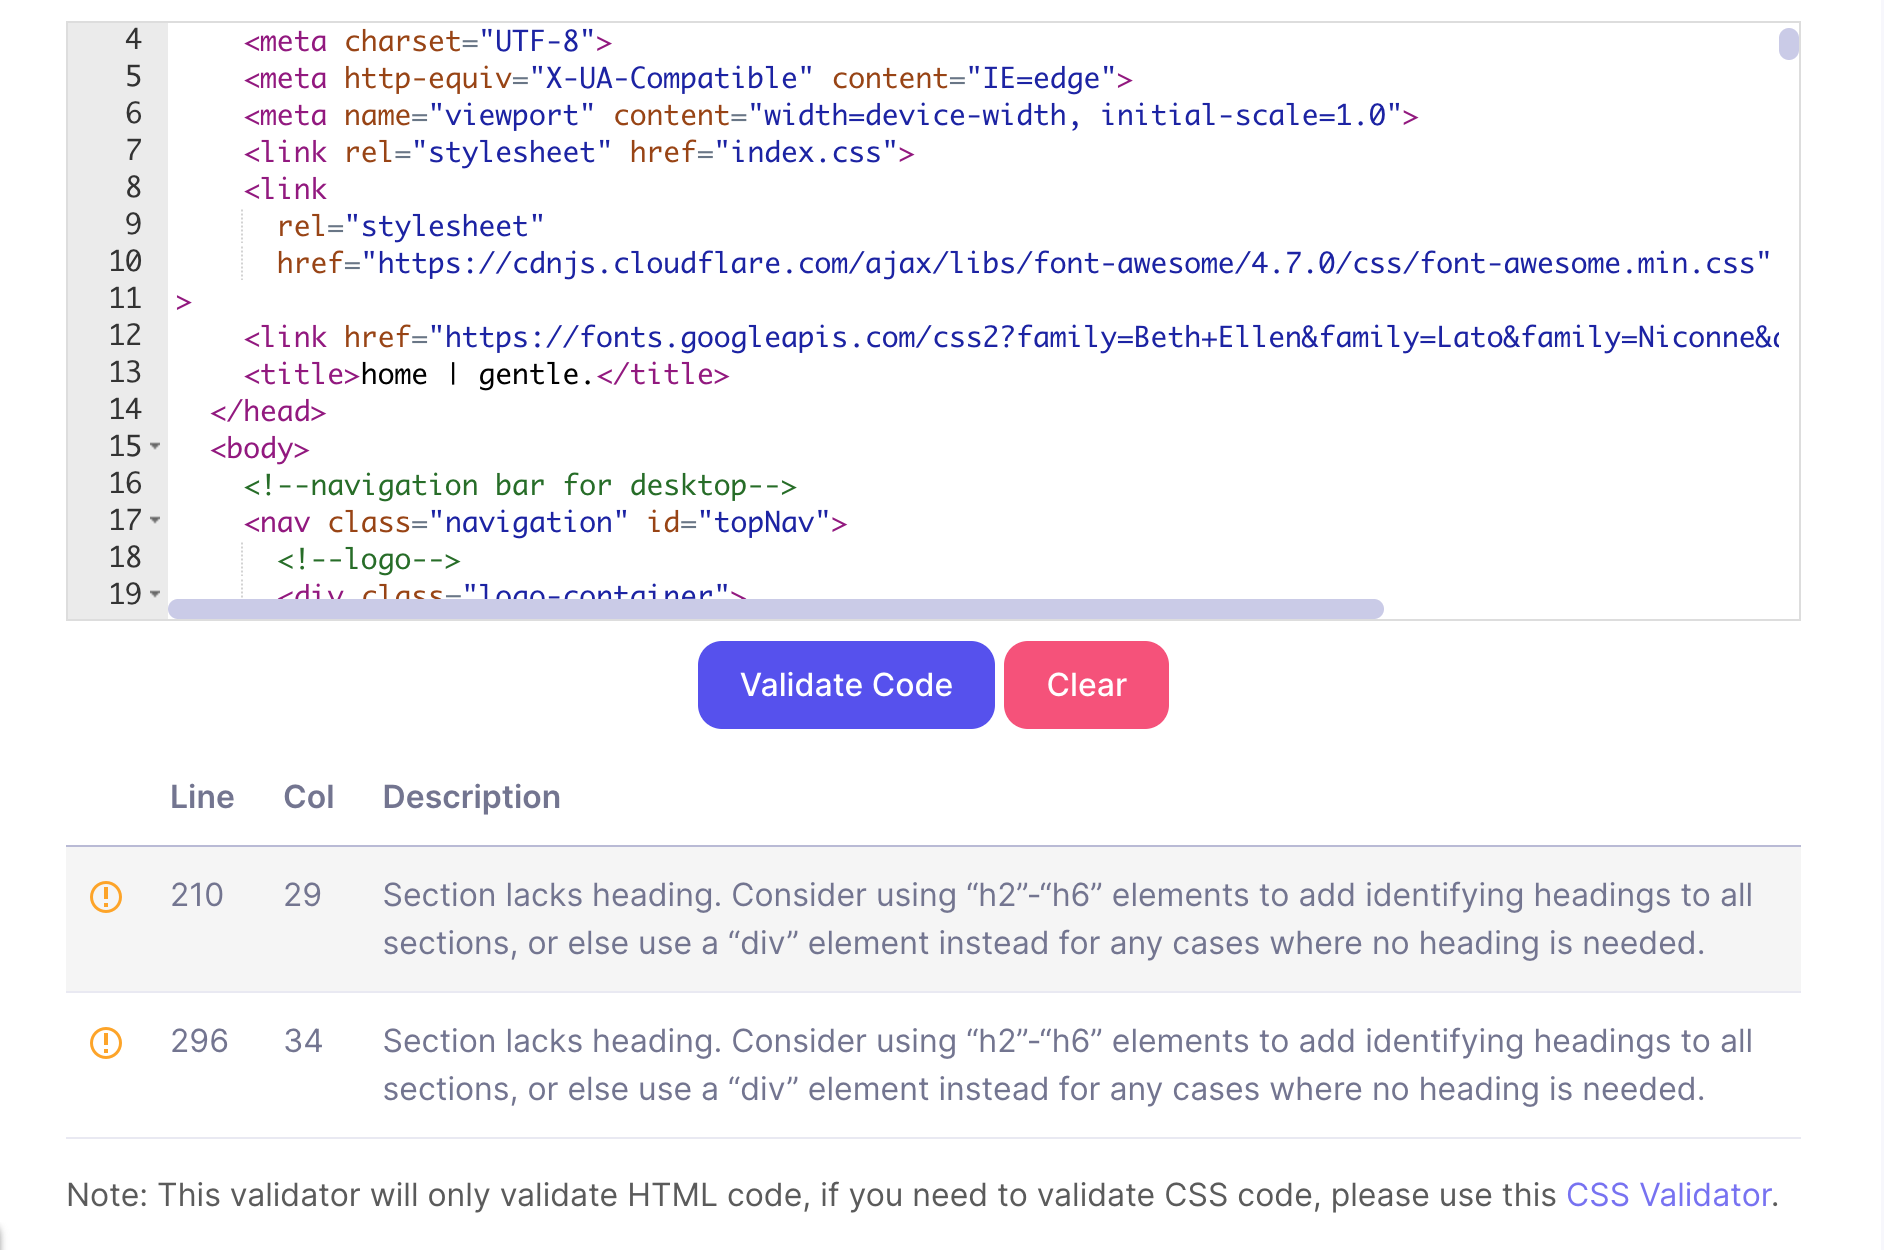 4 <meta charset="UTF-8">
5 <meta http-equiv="X-UA-Compatible" content="IE=edge">
6 <meta name="viewport" content="width=device-width, initial-scale=1.0">
7 <link rel="stylesheet" href="index.css">
8 <link
9 rel="stylesheet"
10 href="https://cdnjs.cloudflare.com/ajax/libs/font-awesome/4.7.0/css/font-awesome.min.css"
11 >
12 <link href="https://fonts.googleapis.com/css2?family=Beth+Ellen&family=Lato&family=Niconne&
13 <title>home | gentle.</title>
14 </head>
15 <body>
16 <!--navigation bar for desktop-->
17 <nav class="navigation" id="topNav">
18 <!--logo-->
19 <div class="logo-container">
Validate Code Clear
Line Col Description
210 29 Section lacks heading. Consider using “h2”-“h6” elements to add identifying headings to all
sections, or else use a “div” element instead for any cases where no heading is needed.
296 34 Section lacks heading. Consider using “h2”-“h6” elements to add identifying headings to all
sections, or else use a “div” element instead for any cases where no heading is needed.
Note: This validator will only validate HTML code, if you need to validate CSS code, please use this CSS Validator.